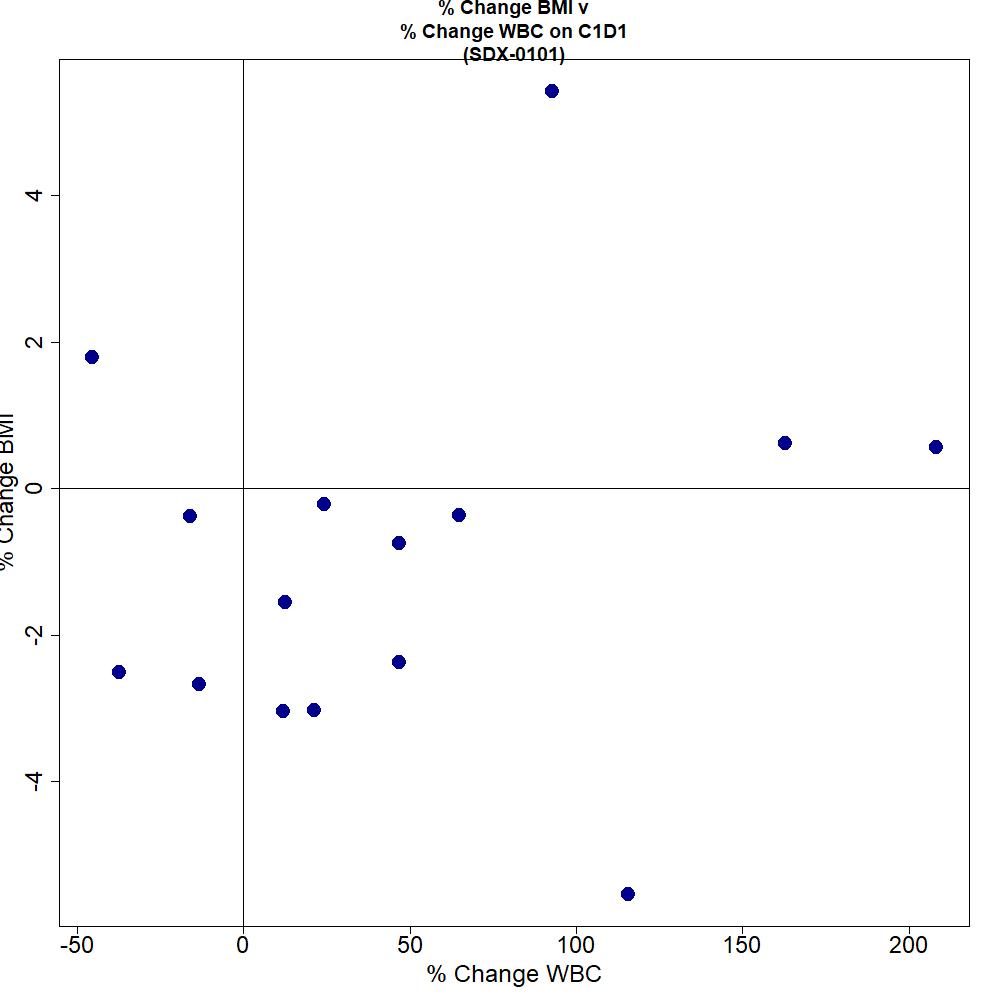 % Change BMI v
% Change WBC on C1D1
(SDX-0101)
4
2
0
-2
-4
% Change BMI
-50
0
50
100
150
200
% Change WBC